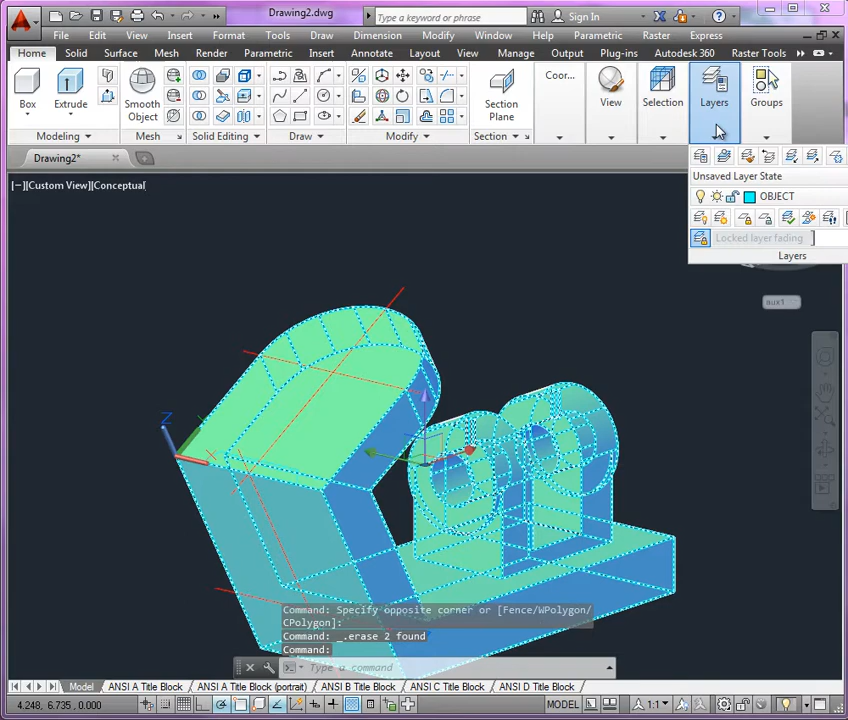 Drawing2.dwg
Type a keyword or phrase
Sign In
File Edit View Insert Format Tools Draw Dimension Modify Window Help Parametric Raster Express
Home Solid Surface Mesh Render Parametric Insert Annotate Layout View Manage Output Plug-ins Autodesk 360 Raster Tools
Box
Extrude
Smooth
Object
Section
Plane
Coor...
View
Selection
Layers
Groups
Modeling
Mesh
Solid Editing
Draw
Modify
Section
Drawing2*
[−][Custom View][Conceptual]
Unsaved Layer State
OBJECT
Locked layer fading
Layers
aux1
Z
X
Command: Specify opposite corner or [Fence/WPolygon/
CPolygon]:
Command: _.erase 2 found
Command:
Type a command
Model ANSI A Title Block ANSI A Title Block (portrait) ANSI B Title Block ANSI C Title Block ANSI D Title Block
4.248, 6.735, 0.000
MODEL
1:1